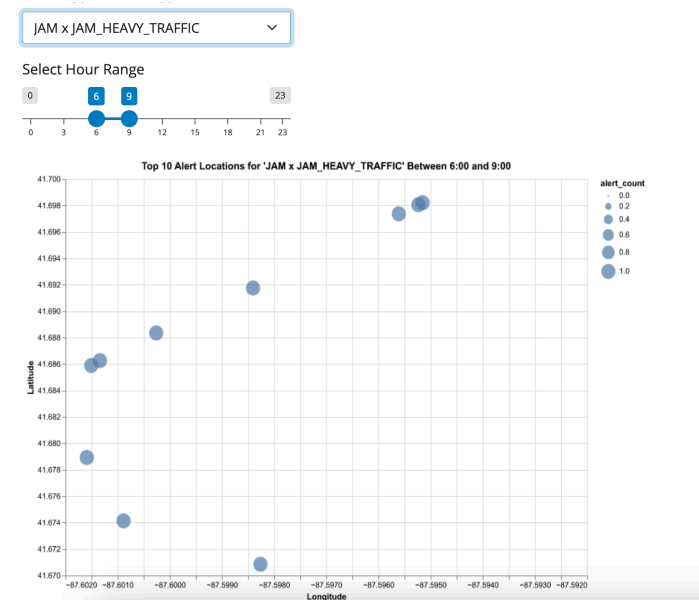 JAM x JAM_HEAVY_TRAFFIC
Select Hour Range
0 6 9 23
0 3 6 9 12 15 18 21 23
Top 10 Alert Locations for 'JAM x JAM_HEAVY_TRAFFIC' Between 6:00 and 9:00
alert_count
0.0
0.2
0.4
0.6
0.8
1.0
Latitude
41.700
41.698
41.696
41.694
41.692
41.690
41.688
41.686
41.684
41.682
41.680
41.678
41.676
41.674
41.672
41.670
−87.6020 −87.6010 −87.6000 −87.5990 −87.5980 −87.5970 −87.5960 −87.5950 −87.5940 −87.5930 −87.5920
Longitude